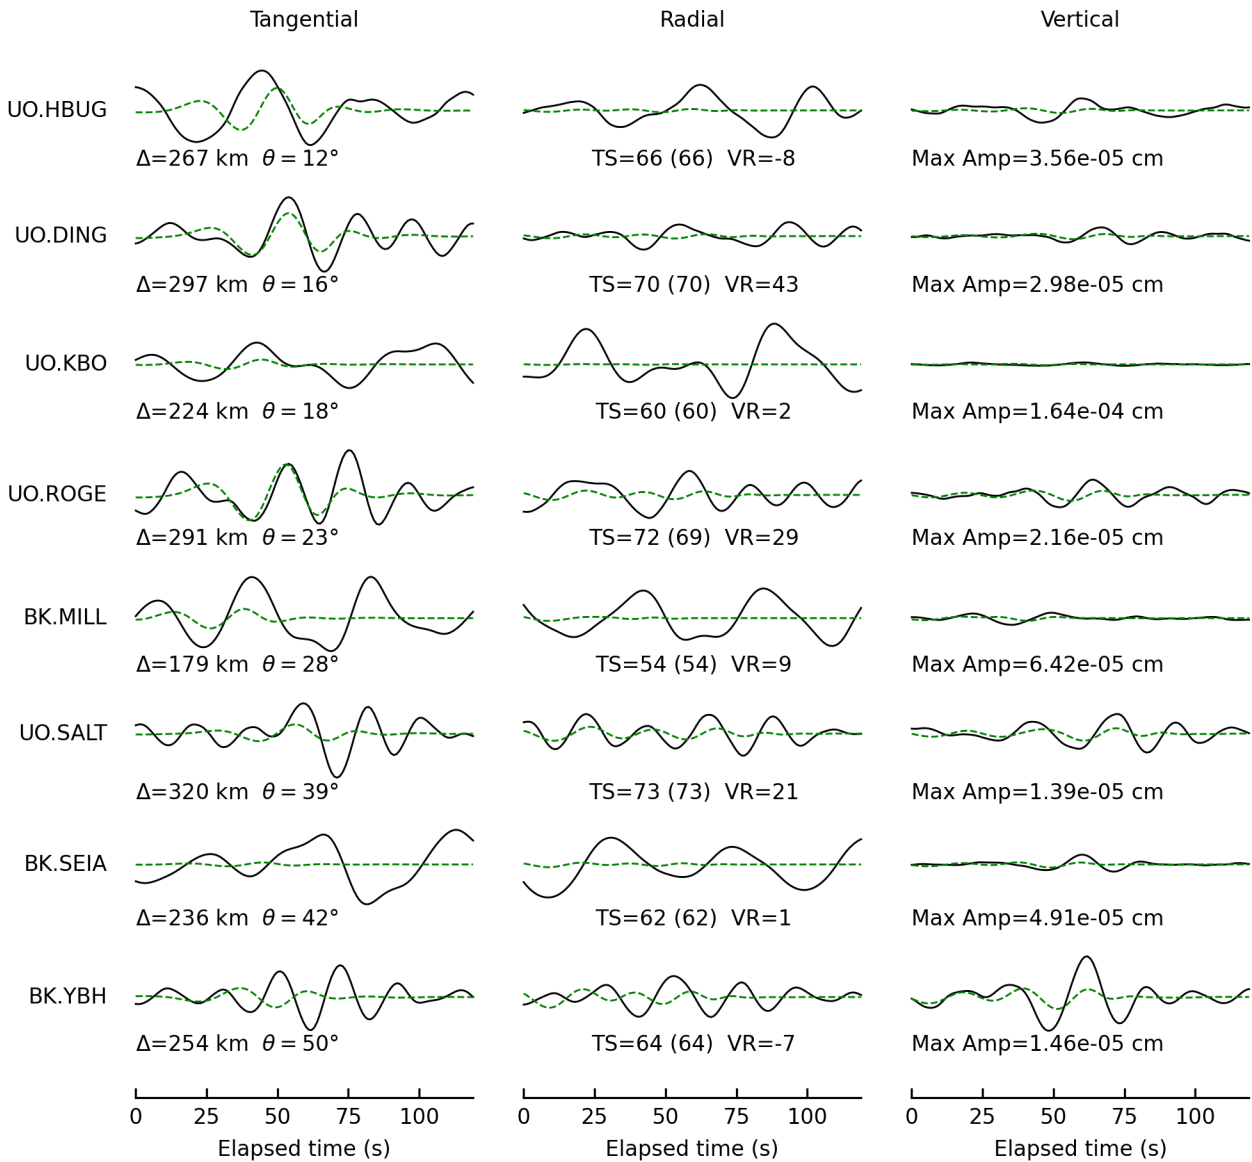 Tangential Radial Vertical
UO.HBUG
Δ=267 km θ = 12° TS=66 (66) VR=-8 Max Amp=3.56e-05 cm
UO.DING
Δ=297 km θ = 16° TS=70 (70) VR=43 Max Amp=2.98e-05 cm
UO.KBO
Δ=224 km θ = 18° TS=60 (60) VR=2 Max Amp=1.64e-04 cm
UO.ROGE
Δ=291 km θ = 23° TS=72 (69) VR=29 Max Amp=2.16e-05 cm
BK.MILL
Δ=179 km θ = 28° TS=54 (54) VR=9 Max Amp=6.42e-05 cm
UO.SALT
Δ=320 km θ = 39° TS=73 (73) VR=21 Max Amp=1.39e-05 cm
BK.SEIA
Δ=236 km θ = 42° TS=62 (62) VR=1 Max Amp=4.91e-05 cm
BK.YBH
Δ=254 km θ = 50° TS=64 (64) VR=-7 Max Amp=1.46e-05 cm
0 25 50 75 100 0 25 50 75 100 0 25 50 75 100
Elapsed time (s) Elapsed time (s) Elapsed time (s)